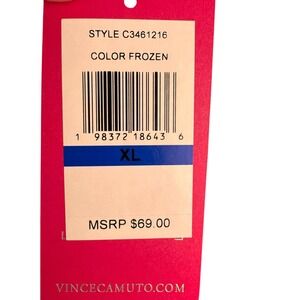 STYLE C3461216
COLOR FROZEN
1 98372 18643 6
XL
MSRP $69.00
VINCECAMUTO.COM